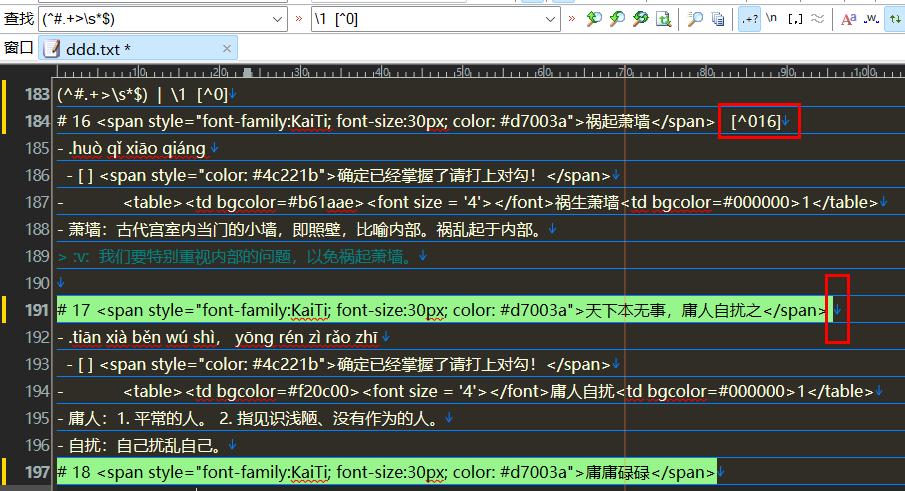 查找 (^#.+>\s*$) » \1  [^0] » .+? \n [,] Aa .w.
窗口 ddd.txt * ×
10 20 30 40 50 60 70 80 90 100
183 (^#.+>\s*$) | \1  [^0]↓
184 # 16 <span style="font-family:KaiTi; font-size:30px; color: #d7003a">祸起萧墙</span>  [^016]↓
185 - .huò qǐ xiāo qiáng ↓
186 - [ ] <span style="color: #4c221b">确定已经掌握了请打上对勾！</span>↓
187 - <table><td bgcolor=#b61aae><font size = '4'></font>祸生萧墙<td bgcolor=#000000>1</table>↓
188 - 萧墙：古代宫室内当门的小墙，即照壁，比喻内部。祸乱起于内部。↓
189 > :v: 我们要特别重视内部的问题，以免祸起萧墙。↓
190 ↓
191 # 17 <span style="font-family:KaiTi; font-size:30px; color: #d7003a">天下本无事，庸人自扰之</span> ↓
192 - .tiān xià běn wú shì， yōng rén zì rǎo zhī ↓
193 - [ ] <span style="color: #4c221b">确定已经掌握了请打上对勾！</span>↓
194 - <table><td bgcolor=#f20c00><font size = '4'></font>庸人自扰<td bgcolor=#000000>1</table>↓
195 - 庸人：1. 平常的人。 2. 指见识浅陋、没有作为的人。↓
196 - 自扰：自己扰乱自己。↓
197 # 18 <span style="font-family:KaiTi; font-size:30px; color: #d7003a">庸庸碌碌</span>↓